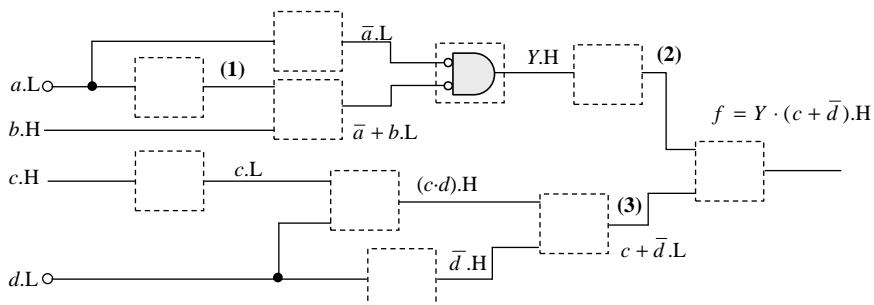 a̅.L
Y.H
(1)
(2)
a.L
b.H
a̅ + b.L
f = Y · (c + d̅).H
c.H
c.L
(c·d).H
(3)
d.L
d̅.H
c + d̅.L